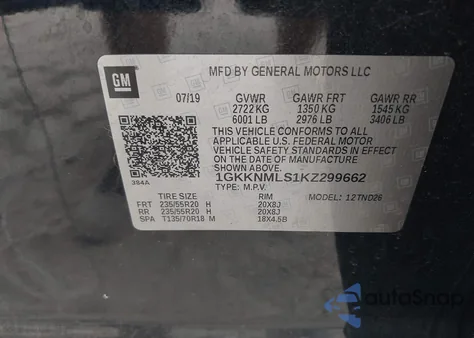 GM
MFD BY GENERAL MOTORS LLC
07/19 GVWR GAWR FRT GAWR RR
2722 KG 1350 KG 1545 KG
6001 LB 2976 LB 3406 LB
THIS VEHICLE CONFORMS TO ALL
APPLICABLE U.S. FEDERAL MOTOR
VEHICLE SAFETY STANDARDS IN
EFFECT ON THE DATE OF MANUFACTURE
SHOWN ABOVE.
384A
1GKKNMLS1KZ299662
TYPE: M.P.V. MODEL: 12TND26
TIRE SIZE RIM
FRT 235/55R20 H 20X8J
RR 235/55R20 H 20X8J
SPA T135/70R18 M 18X4.5B
autoSnap